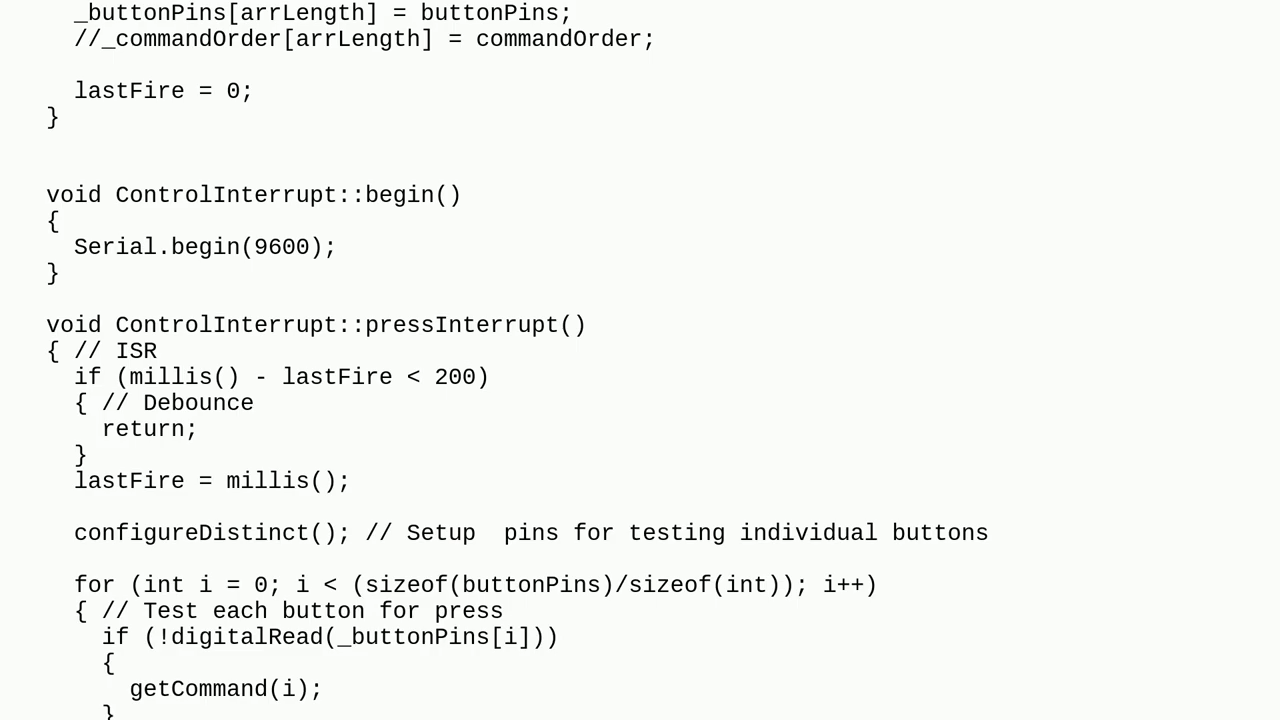 _buttonPins[arrLength] = buttonPins;
//_commandOrder[arrLength] = commandOrder;
lastFire = 0;
}
void ControlInterrupt::begin()
{
Serial.begin(9600);
}
void ControlInterrupt::pressInterrupt()
{ // ISR
if (millis() - lastFire < 200)
{ // Debounce
return;
}
lastFire = millis();
configureDistinct(); // Setup  pins for testing individual buttons
for (int i = 0; i < (sizeof(buttonPins)/sizeof(int)); i++)
{ // Test each button for press
if (!digitalRead(_buttonPins[i]))
{
getCommand(i);
}